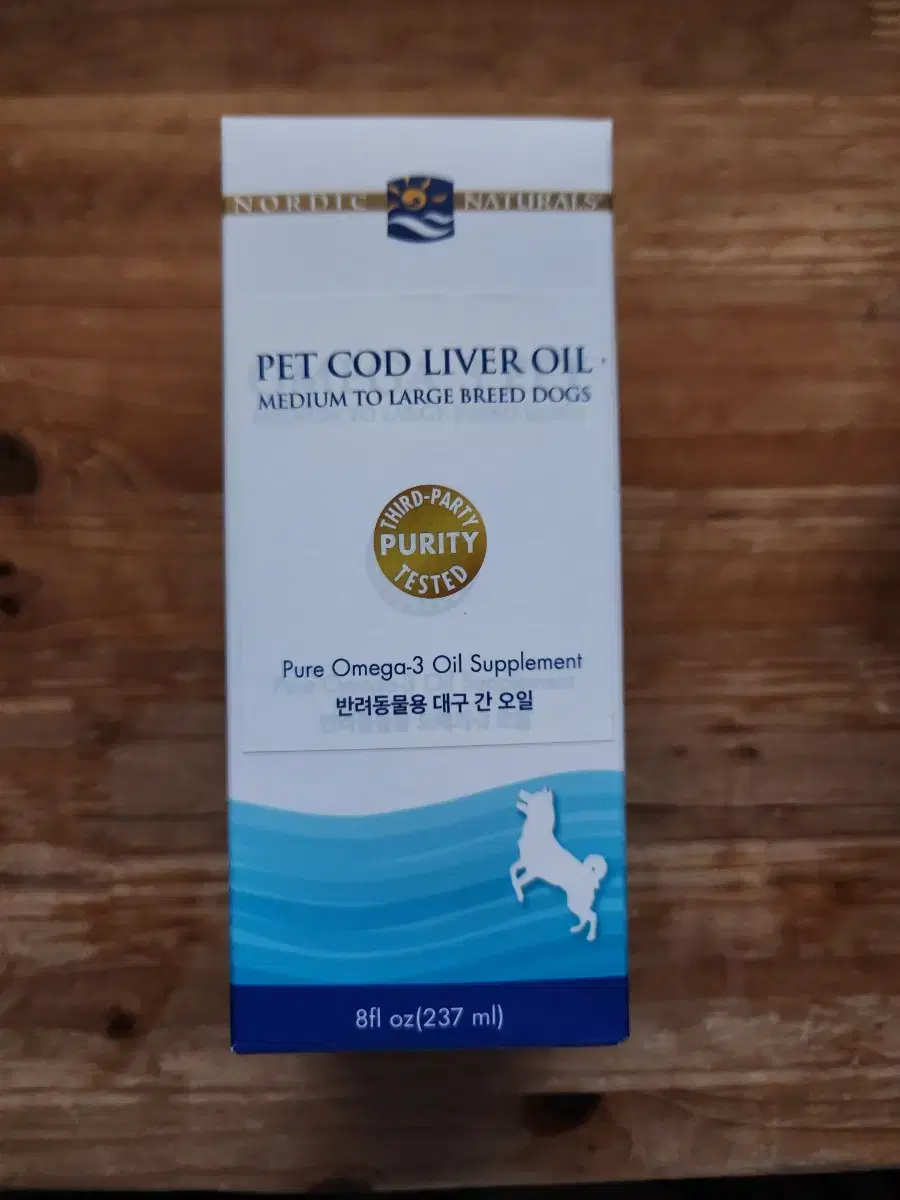 NORDIC NATURALS
PET COD LIVER OIL
MEDIUM TO LARGE BREED DOGS
THIRD-PARTY
PURITY
TESTED
Pure Omega-3 Oil Supplement
반려동물용 대구 간 오일
8fl oz(237 ml)